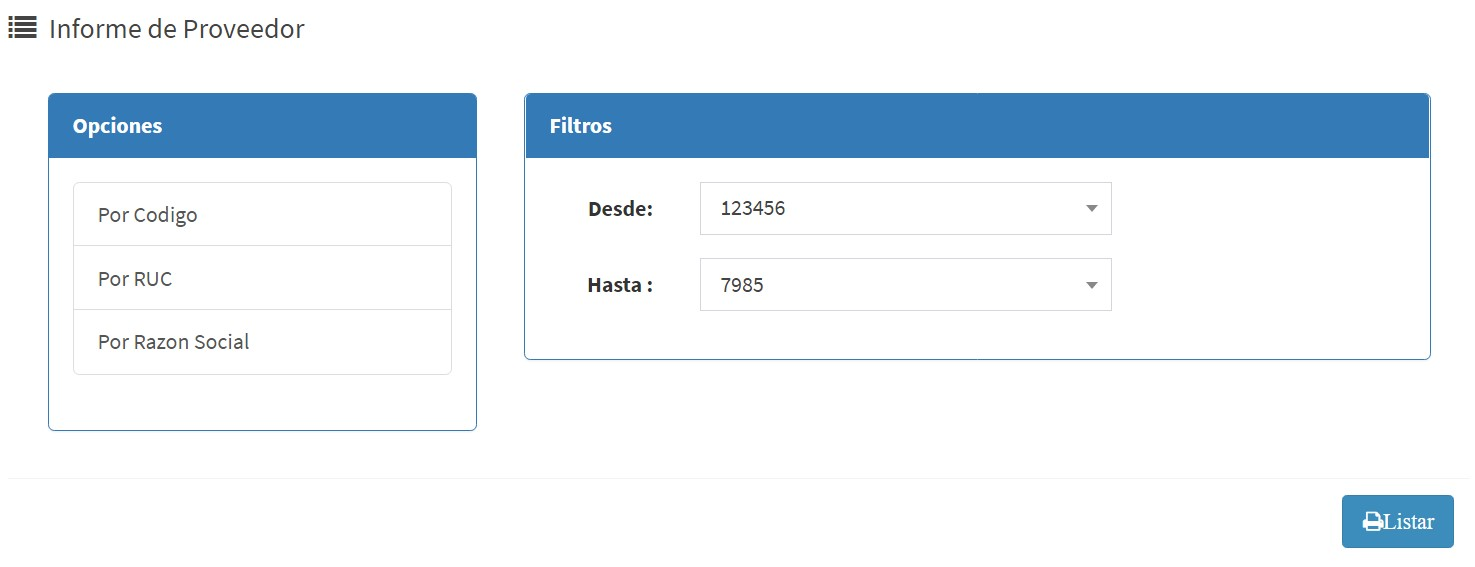 Informe de Proveedor
Opciones
Por Codigo
Por RUC
Por Razon Social
Filtros
Desde: 123456
Hasta : 7985
Listar